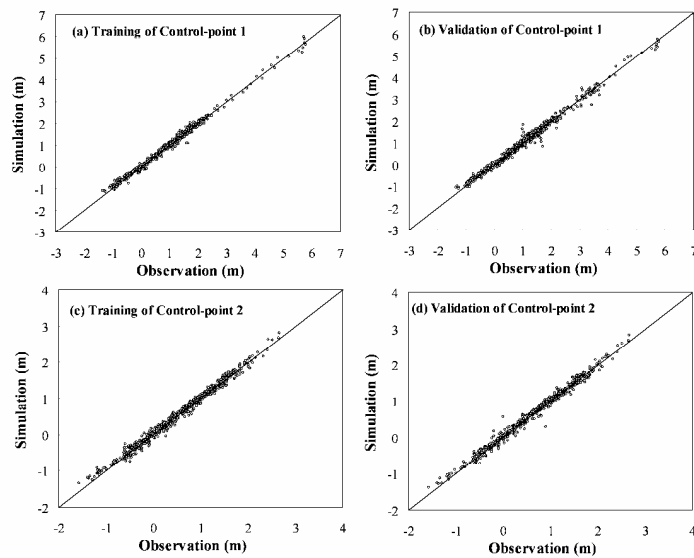 (a) Training of Control-point 1
Simulation (m)
7
6
5
4
3
2
1
0
-1
-2
-3
-3 -2 -1 0 1 2 3 4 5 6 7
Observation (m)
(b) Validation of Control-point 1
Simulation (m)
7
6
5
4
3
2
1
0
-1
-2
-3
-3 -2 -1 0 1 2 3 4 5 6 7
Observation (m)
(c) Training of Control-point 2
Simulation (m)
4
3
2
1
0
-1
-2
-2 -1 0 1 2 3 4
Observation (m)
(d) Validation of Control-point 2
Simulation (m)
4
3
2
1
0
-1
-2
-2 -1 0 1 2 3 4
Observation (m)